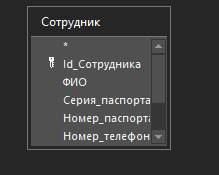 Сотрудник
*
Id_Сотрудника
ФИО
Серия_паспорта
Номер_паспорта
Номер_телефон